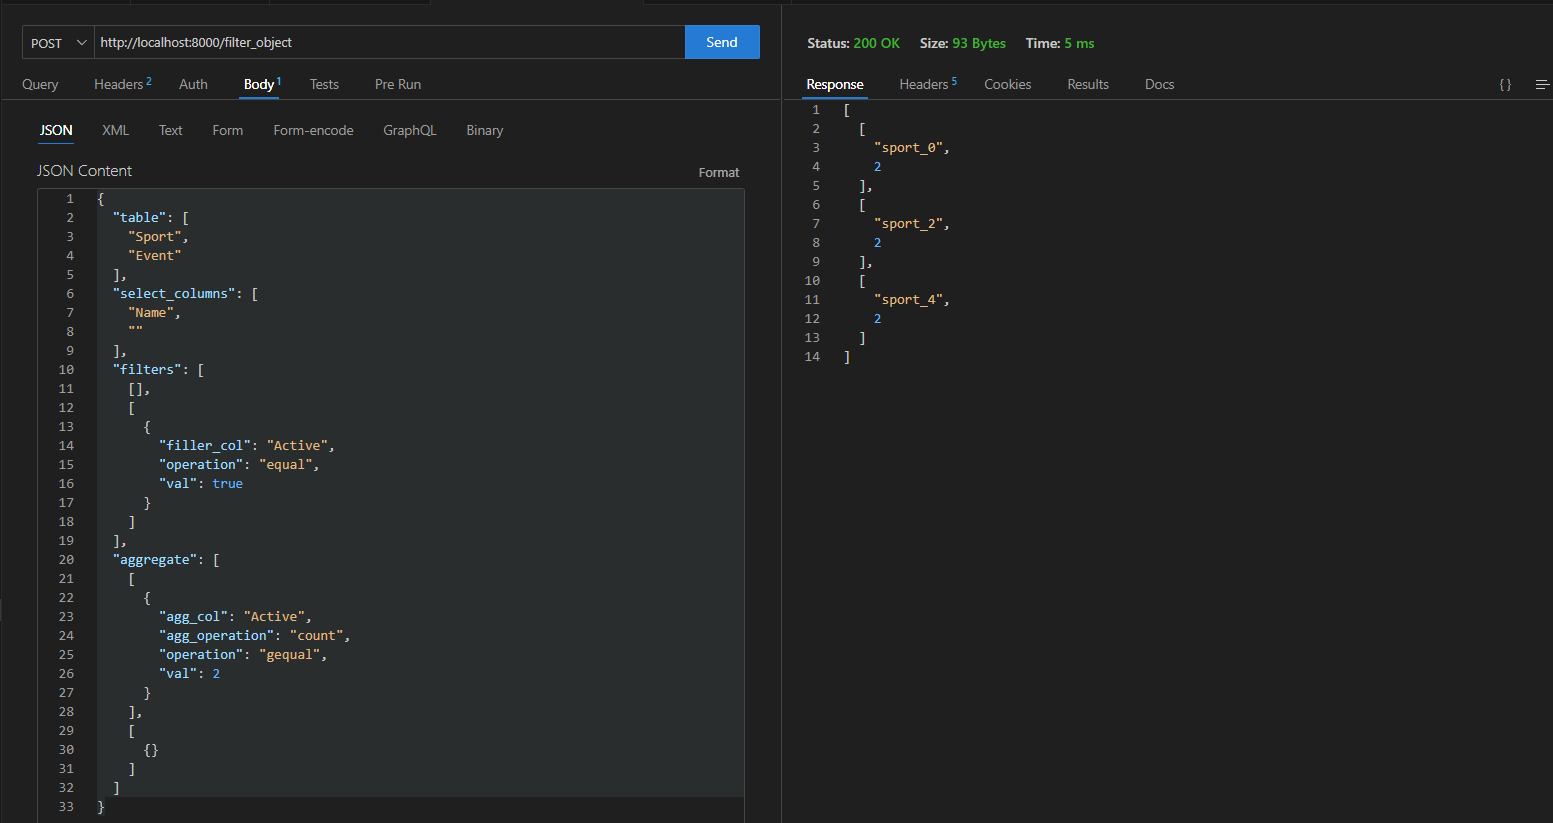 POST http://localhost:8000/filter_object Send
Query Headers 2 Auth Body 1 Tests Pre Run
JSON XML Text Form Form-encode GraphQL Binary
JSON Content Format
1 {
2 "table": [
3 "Sport",
4 "Event"
5 ],
6 "select_columns": [
7 "Name",
8 ""
9 ],
10 "filters": [
11 [],
12 [
13 {
14 "filler_col": "Active",
15 "operation": "equal",
16 "val": true
17 }
18 ]
19 ],
20 "aggregate": [
21 [
22 {
23 "agg_col": "Active",
24 "agg_operation": "count",
25 "operation": "gequal",
26 "val": 2
27 }
28 ],
29 [
30 {}
31 ]
32 ]
33 }
Status: 200 OK Size: 93 Bytes Time: 5 ms
Response Headers 5 Cookies Results Docs { }
1 [
2 [
3 "sport_0",
4 2
5 ],
6 [
7 "sport_2",
8 2
9 ],
10 [
11 "sport_4",
12 2
13 ]
14 ]